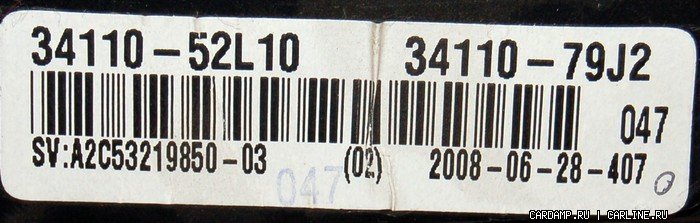 34110-52L10 34110-79J2
047
SV:A2C53219850-03 (02) 2008-06-28-407
047
CARDAMP.RU | CARLINE.RU